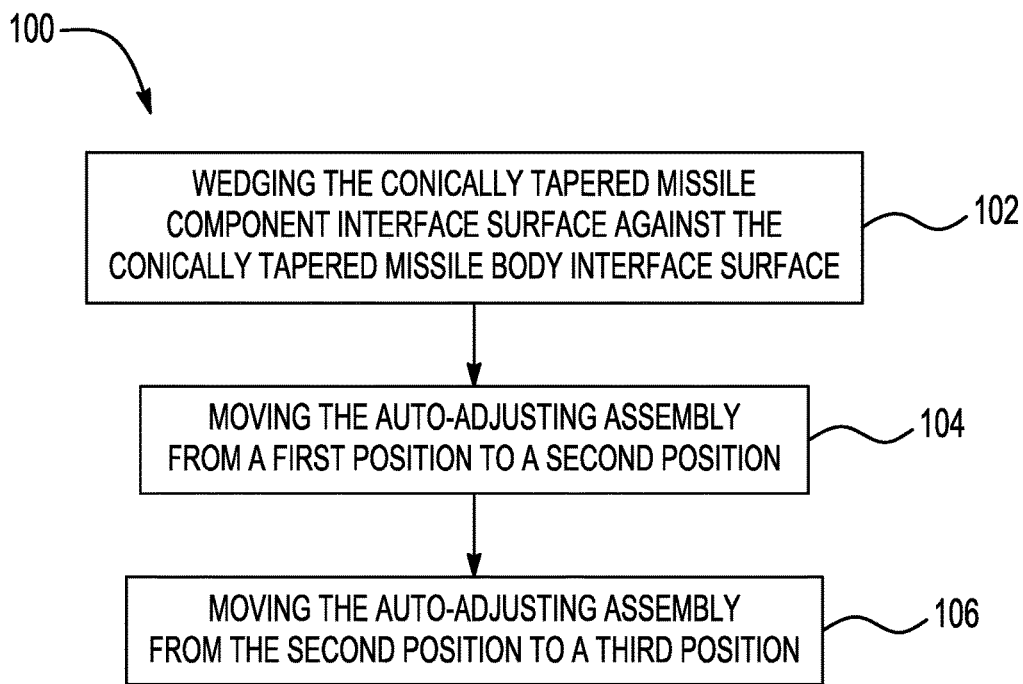 100
WEDGING THE CONICALLY TAPERED MISSILE
COMPONENT INTERFACE SURFACE AGAINST THE
CONICALLY TAPERED MISSILE BODY INTERFACE SURFACE
102
MOVING THE AUTO-ADJUSTING ASSEMBLY
FROM A FIRST POSITION TO A SECOND POSITION
104
MOVING THE AUTO-ADJUSTING ASSEMBLY
FROM THE SECOND POSITION TO A THIRD POSITION
106